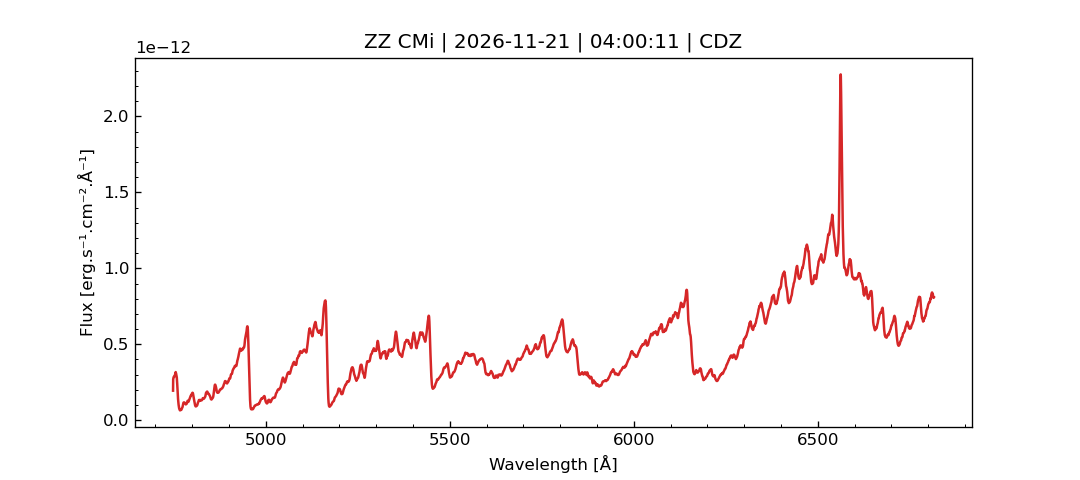 ZZ CMi | 2026-11-21 | 04:00:11 | CDZ
1e−12
2.0
1.5
1.0
0.5
0.0
Flux [erg.s⁻¹.cm⁻².Å⁻¹]
5000 5500 6000 6500
Wavelength [Å]